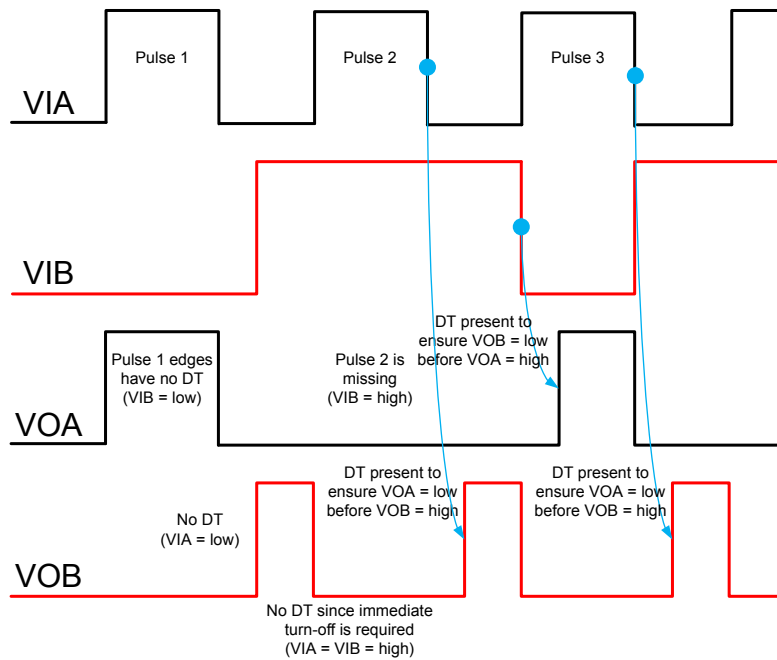 Pulse 1
Pulse 2
Pulse 3
VIA
VIB
DT present to
ensure VOB = low
before VOA = high
Pulse 1 edges
have no DT
(VIB = low)
Pulse 2 is
missing
(VIB = high)
VOA
DT present to
ensure VOA = low
before VOB = high
DT present to
ensure VOA = low
before VOB = high
No DT
(VIA = low)
VOB
No DT since immediate
turn-off is required
(VIA = VIB = high)